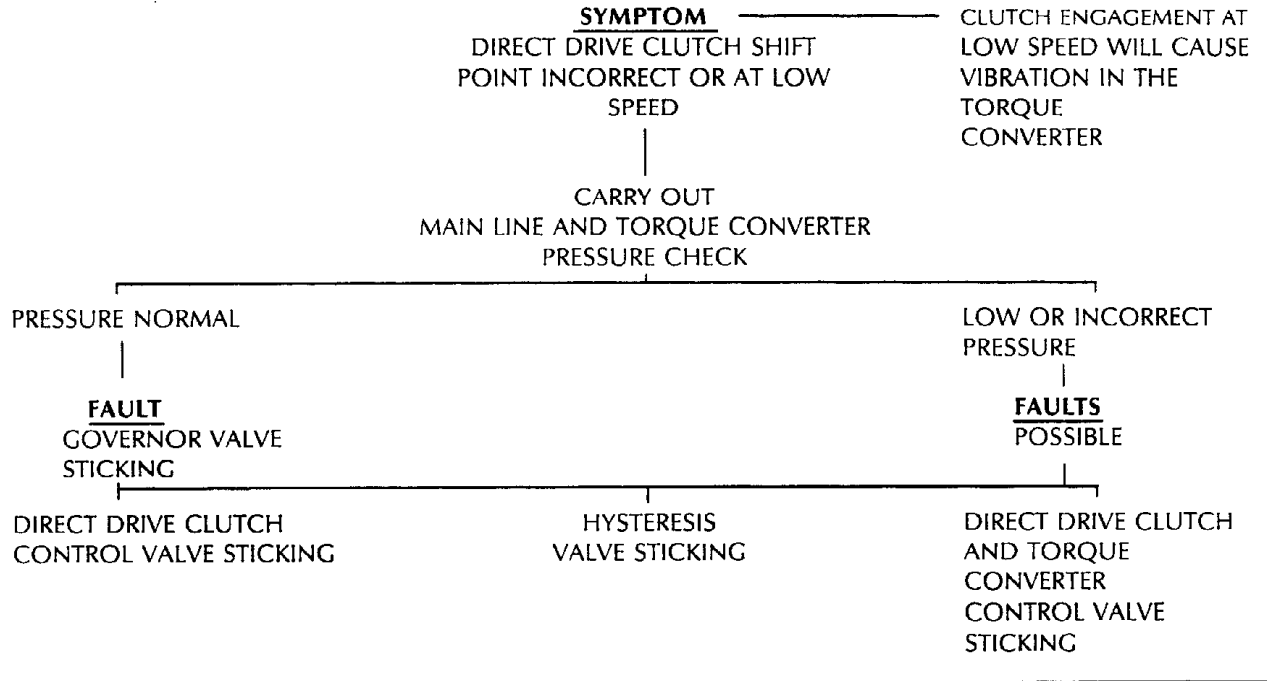 SYMPTOM
DIRECT DRIVE CLUTCH SHIFT
POINT INCORRECT OR AT LOW
SPEED
CLUTCH ENGAGEMENT AT
LOW SPEED WILL CAUSE
VIBRATION IN THE
TORQUE
CONVERTER
CARRY OUT
MAIN LINE AND TORQUE CONVERTER
PRESSURE CHECK
PRESSURE NORMAL
LOW OR INCORRECT
PRESSURE
FAULT
GOVERNOR VALVE
STICKING
FAULTS
POSSIBLE
DIRECT DRIVE CLUTCH
CONTROL VALVE STICKING
HYSTERESIS
VALVE STICKING
DIRECT DRIVE CLUTCH
AND TORQUE
CONVERTER
CONTROL VALVE
STICKING